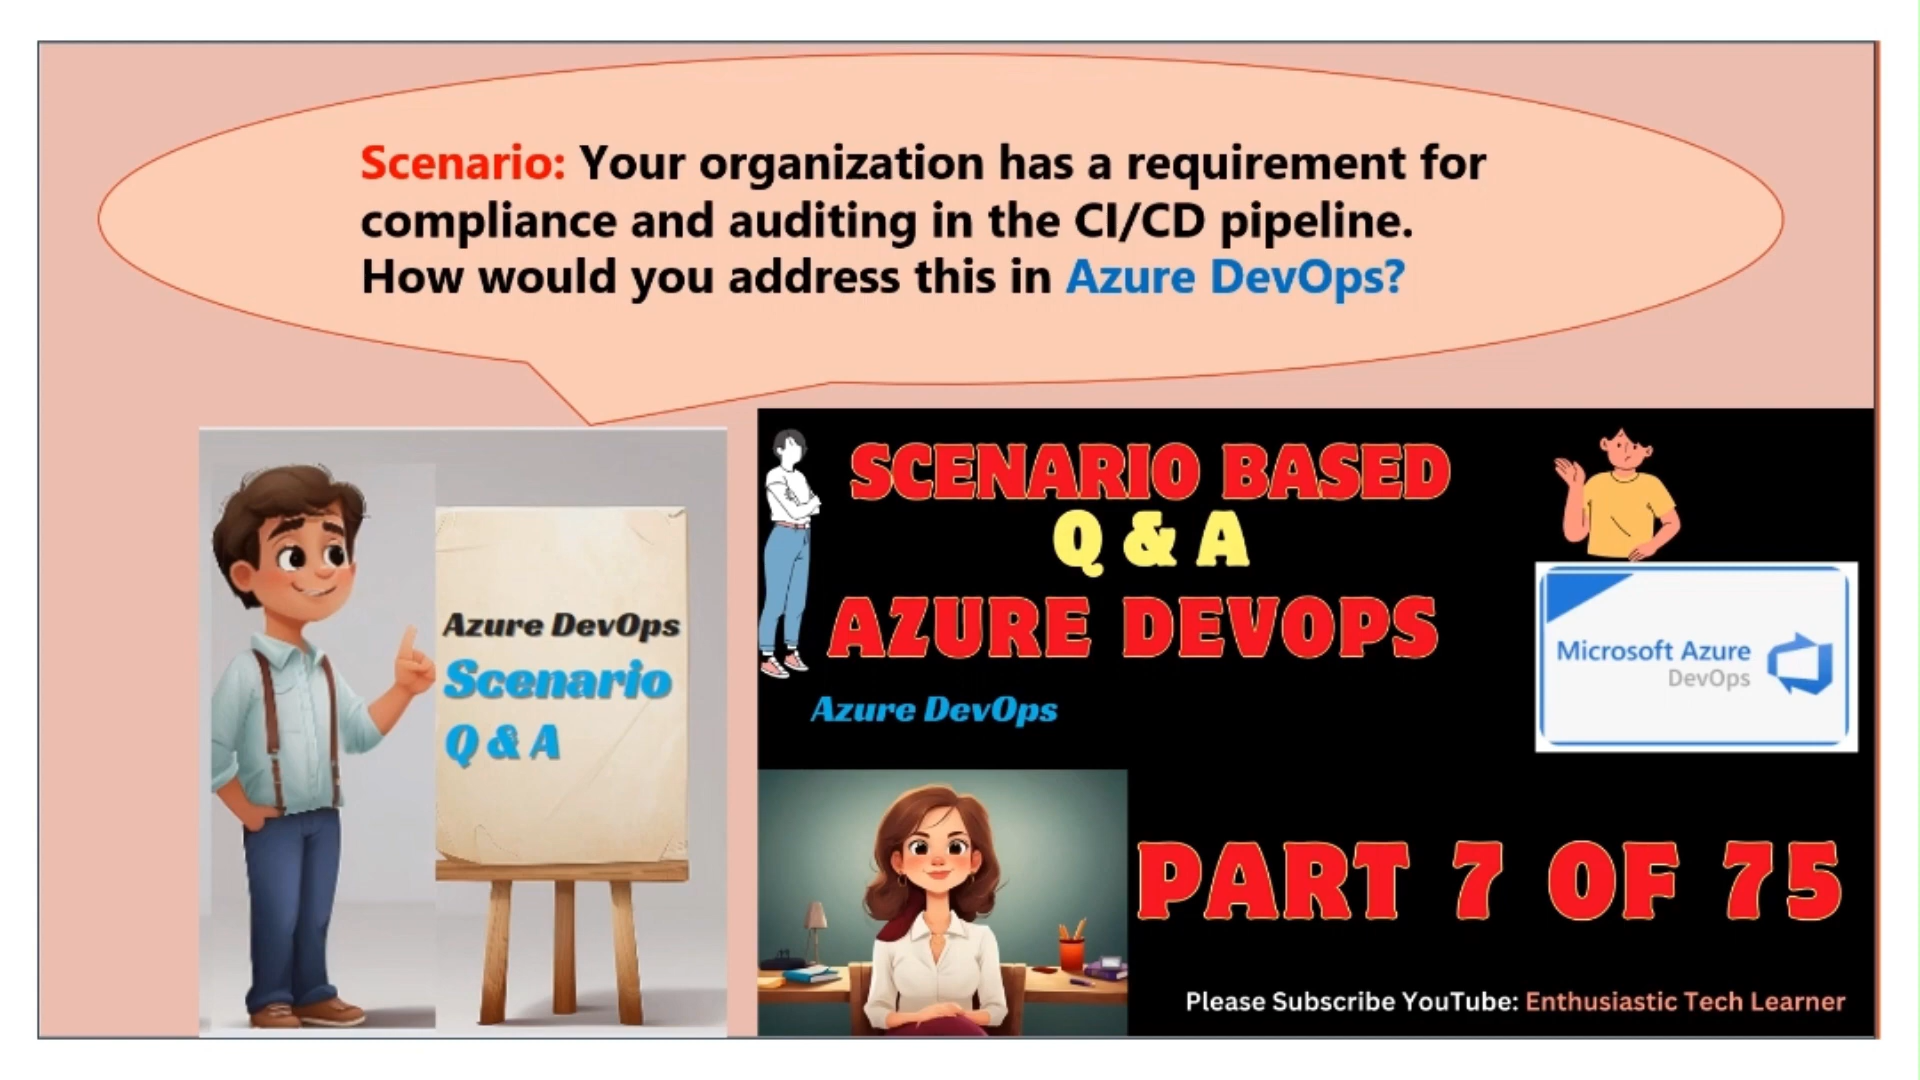 Scenario: Your organization has a requirement for
compliance and auditing in the CI/CD pipeline.
How would you address this in Azure DevOps?
Azure DevOps
Scenario
Q & A
SCENARIO BASED
Q & A
AZURE DEVOPS
Azure DevOps
Microsoft Azure
DevOps
PART 7 OF 75
Please Subscribe YouTube: Enthusiastic Tech Learner